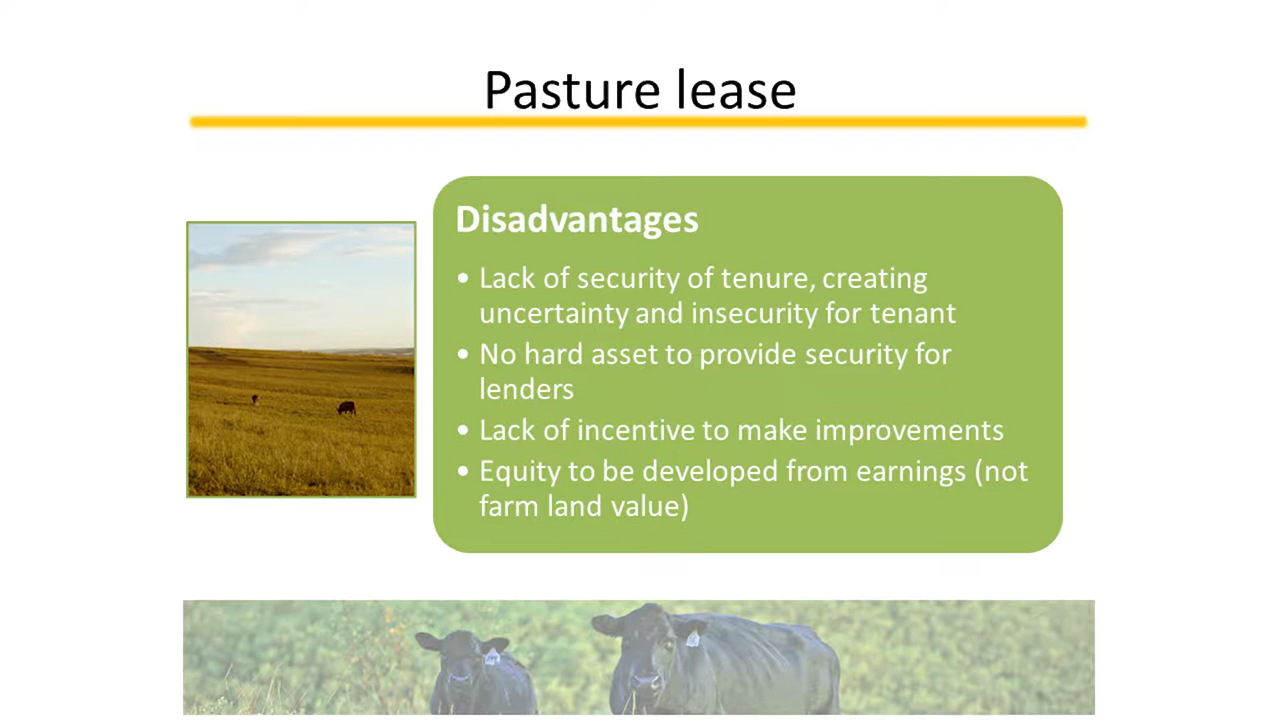 Pasture lease
Disadvantages
• Lack of security of tenure, creating
uncertainty and insecurity for tenant
• No hard asset to provide security for
lenders
• Lack of incentive to make improvements
• Equity to be developed from earnings (not
farm land value)